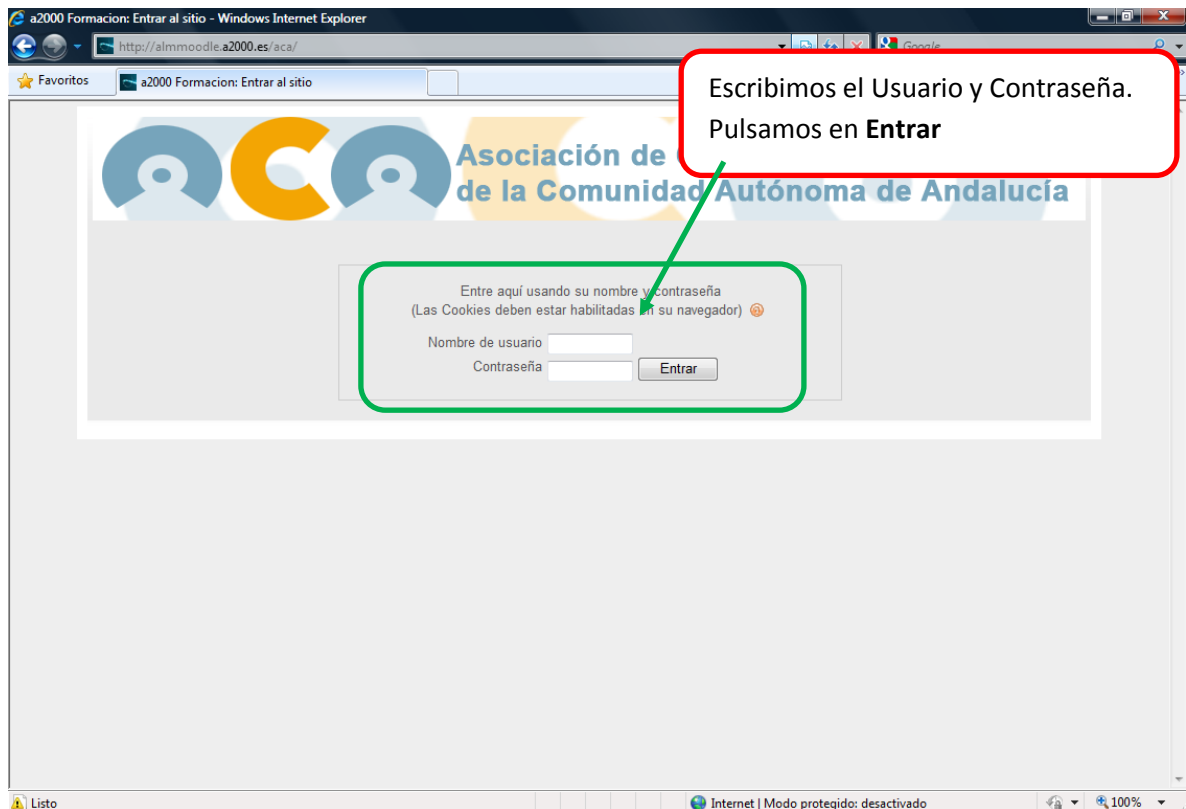 a2000 Formacion: Entrar al sitio - Windows Internet Explorer
http://almmoodle.a2000.es/aca/
Google
Favoritos
a2000 Formacion: Entrar al sitio
Escribimos el Usuario y Contraseña.
Pulsamos en Entrar
aca
Asociación de
de la Comunidad Autónoma de Andalucía
Entre aquí usando su nombre y contraseña
(Las Cookies deben estar habilitadas en su navegador)
Nombre de usuario
Contraseña
Entrar
Listo
Internet | Modo protegido: desactivado
100%